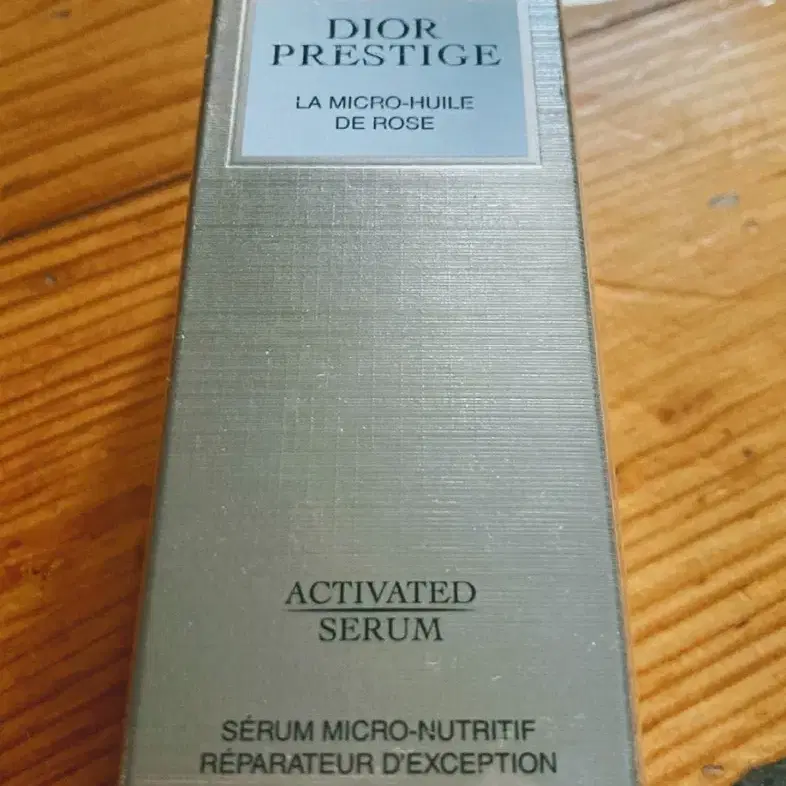 DIOR
PRESTIGE
LA MICRO-HUILE
DE ROSE
ACTIVATED
SERUM
SÉRUM MICRO-NUTRITIF
RÉPARATEUR D'EXCEPTION